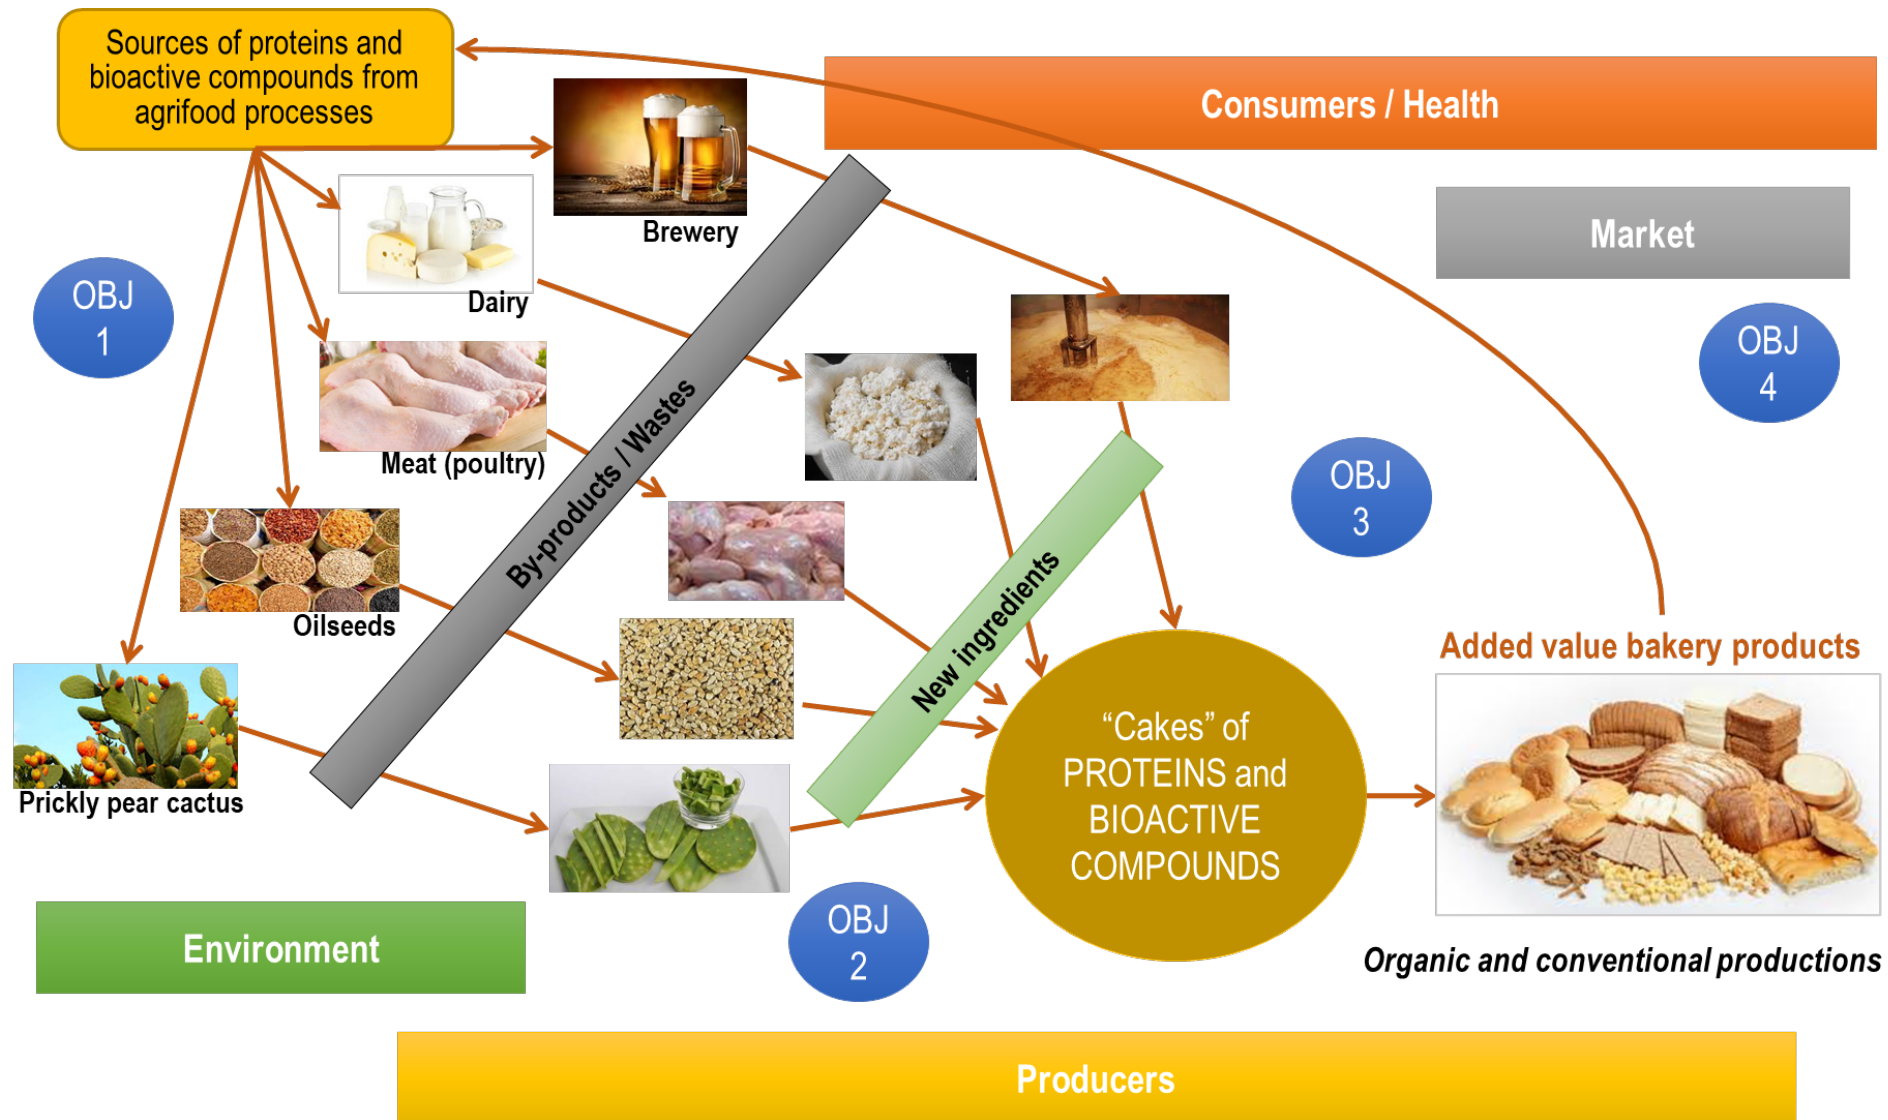 Sources of proteins and
bioactive compounds from
agrifood processes
Consumers / Health
Brewery
Market
Dairy
OBJ
1
OBJ
4
By-products / Wastes
Meat (poultry)
OBJ
3
New ingredients
Oilseeds
Added value bakery products
Prickly pear cactus
“Cakes” of
PROTEINS and
BIOACTIVE
COMPOUNDS
OBJ
2
Environment
Organic and conventional productions
Producers